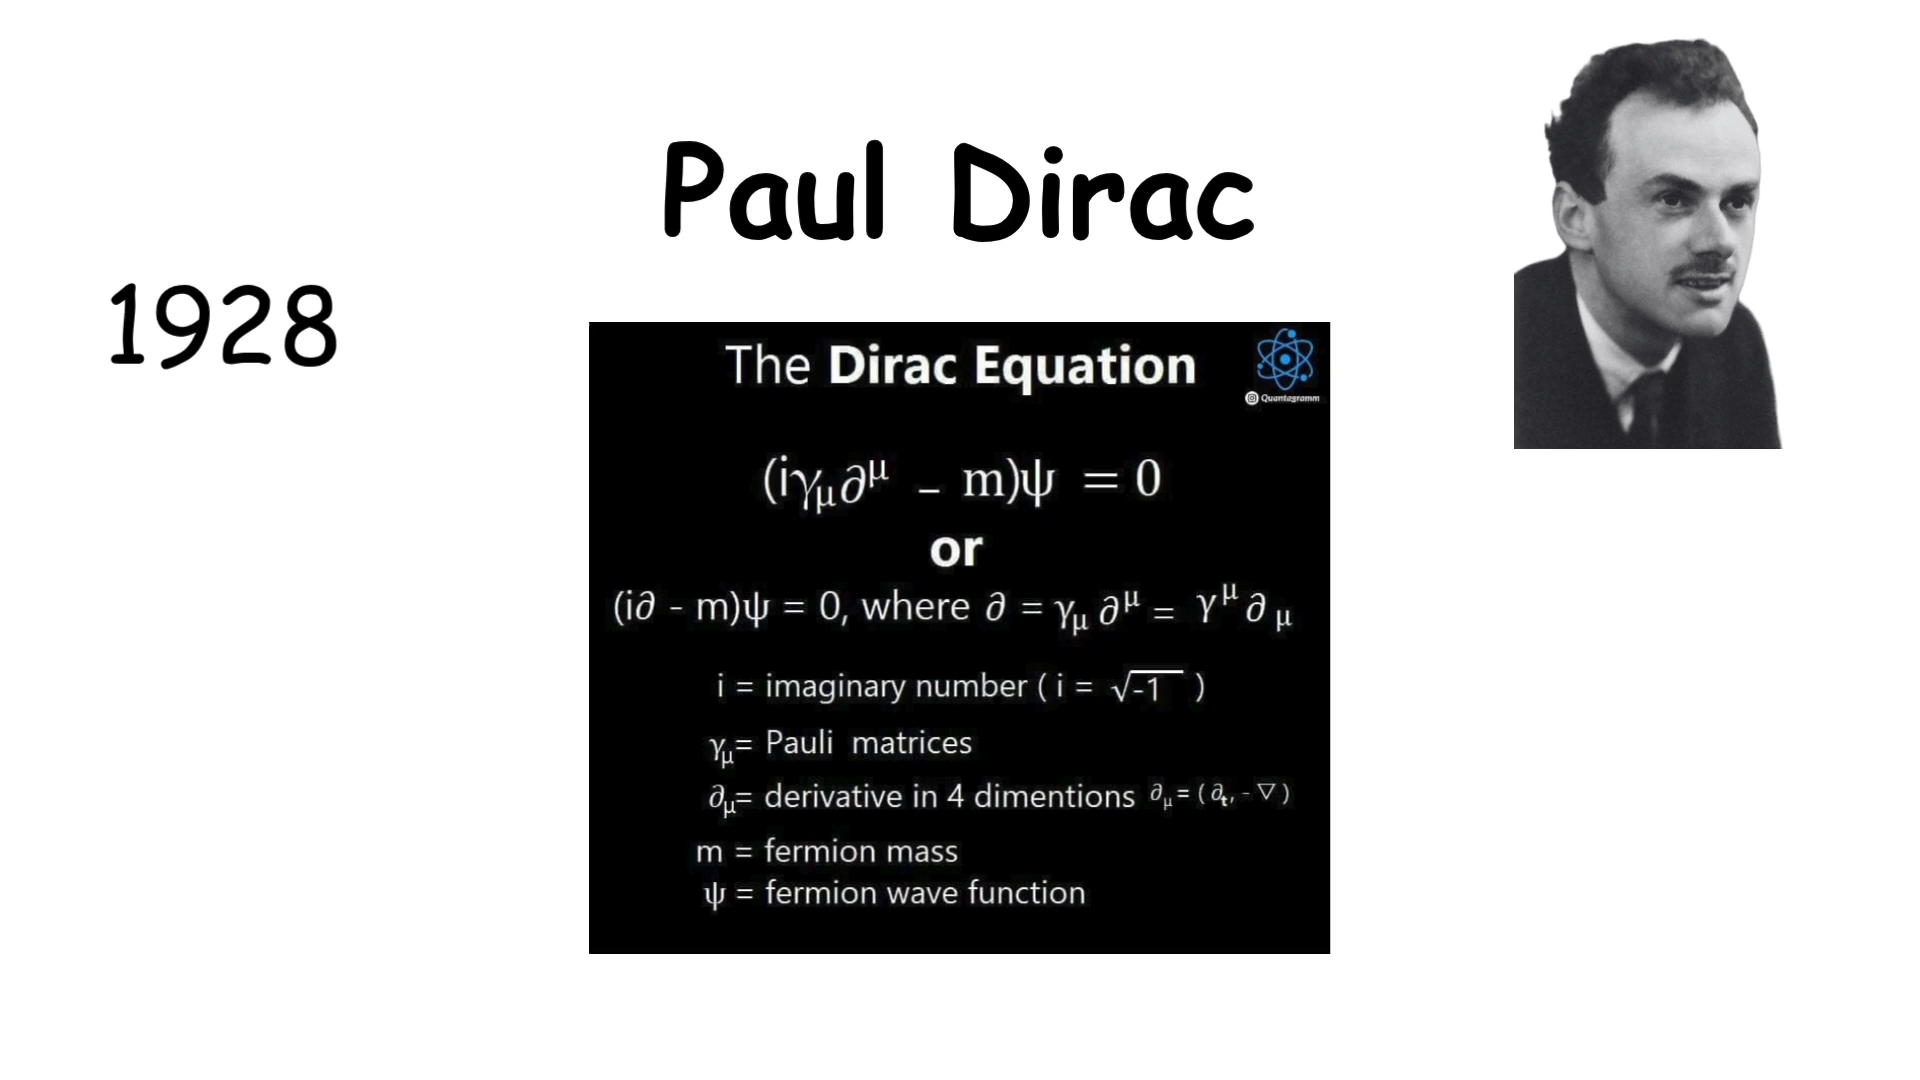 Paul Dirac
1928
The Dirac Equation
Quantagramm
(iγμ∂^μ – m)ψ = 0
or
(i∂ - m)ψ = 0, where ∂ = γμ ∂^μ = γ^μ ∂μ
i = imaginary number ( i = √-1 )
γμ= Pauli matrices
∂μ= derivative in 4 dimentions ∂μ = ( ∂t, - ▽ )
m = fermion mass
ψ = fermion wave function